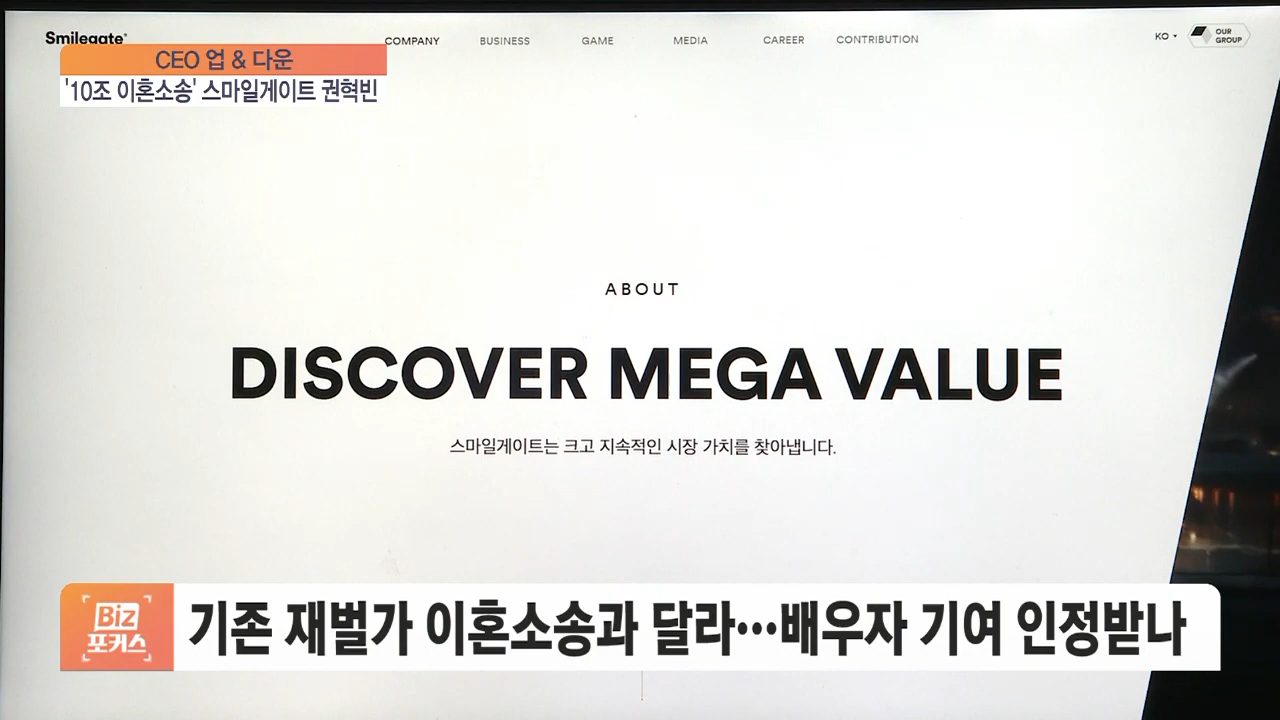 Smilegate
COMPANY BUSINESS GAME MEDIA CAREER CONTRIBUTION KO OUR GROUP
CEO 업 & 다운
'10조 이혼소송' 스마일게이트 권혁빈
ABOUT
DISCOVER MEGA VALUE
스마일게이트는 크고 지속적인 시장 가치를 찾아냅니다.
Biz
포커스
기존 재벌가 이혼소송과 달라…배우자 기여 인정받나